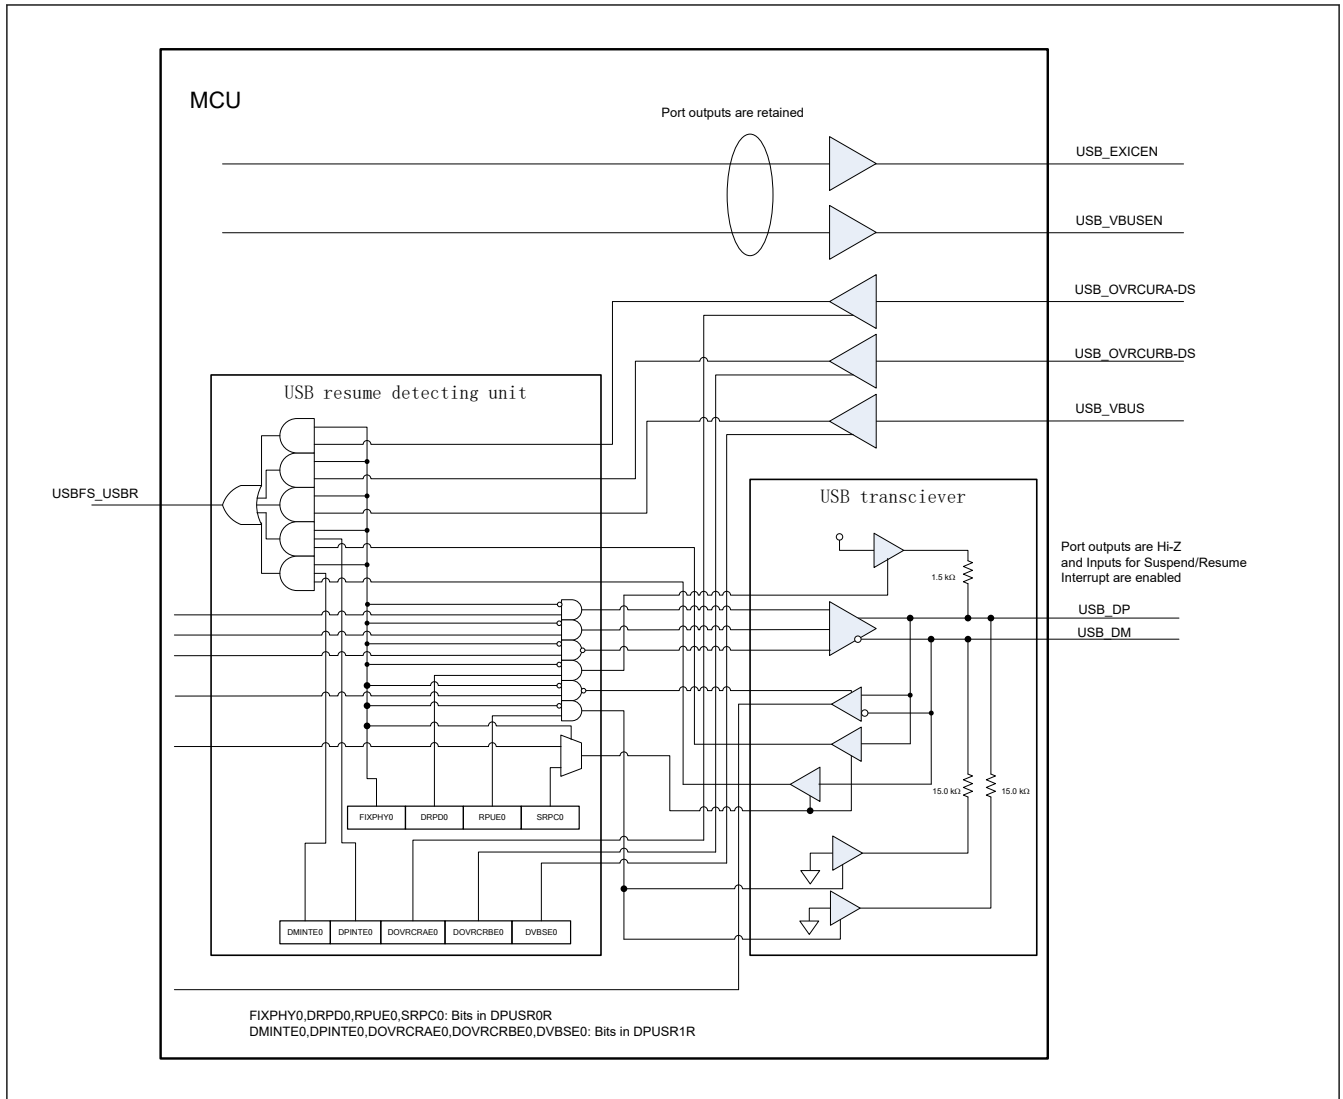 MCU
Port outputs are retained
USB_EXICEN
USB_VBUSEN
USB_OVRCURA-DS
USB_OVRCURB-DS
USB_VBUS
USB resume detecting unit
USBFS_USBR
USB transciever
1.5 kΩ
Port outputs are Hi-Z
and Inputs for Suspend/Resume
Interrupt are enabled
USB_DP
USB_DM
15.0 kΩ
15.0 kΩ
FIXPHY0
DRPD0
RPUE0
SRPC0
DMINTE0
DPINTE0
DOVRCRAE0
DOVRCRBE0
DVBSE0
FIXPHY0,DRPD0,RPUE0,SRPC0: Bits in DPUSR0R
DMINTE0,DPINTE0,DOVRCRAE0,DOVRCRBE0,DVBSE0: Bits in DPUSR1R